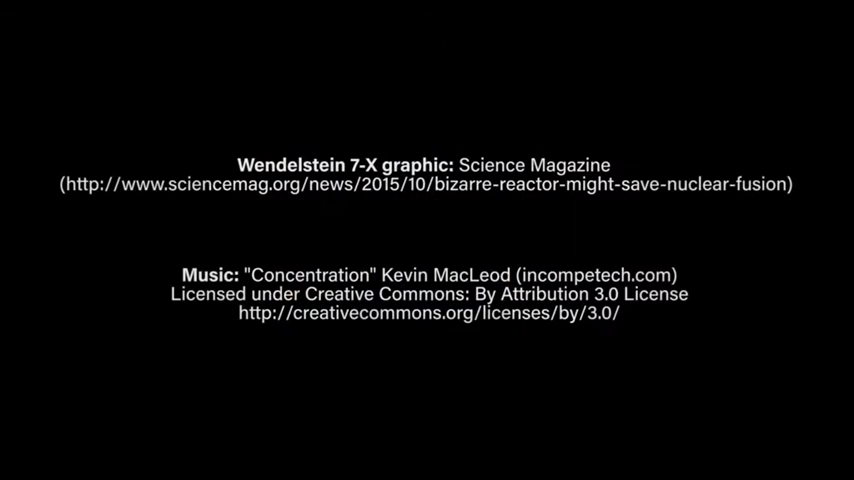 Wendelstein 7-X graphic: Science Magazine
(http://www.sciencemag.org/news/2015/10/bizarre-reactor-might-save-nuclear-fusion)
Music: "Concentration" Kevin MacLeod (incompetech.com)
Licensed under Creative Commons: By Attribution 3.0 License
http://creativecommons.org/licenses/by/3.0/